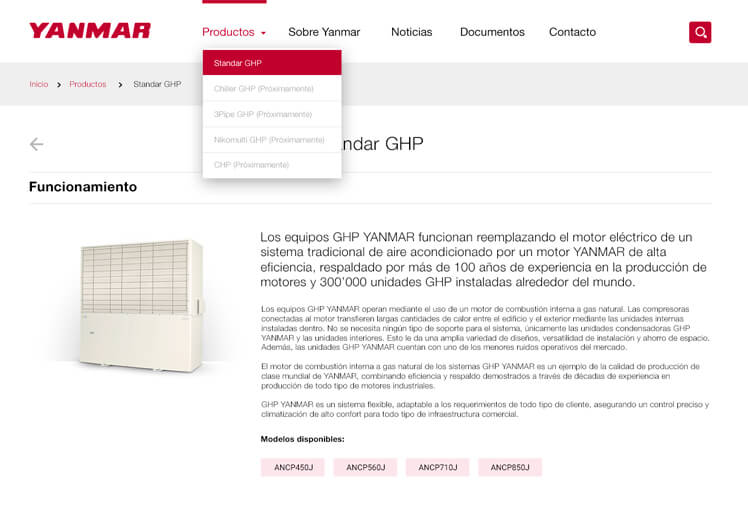 YANMAR
Productos Sobre Yanmar Noticias Documentos Contacto
Standar GHP
Chiller GHP (Próximamente)
3Pipe GHP (Próximamente)
Nikomulti GHP (Próximamente)
CHP (Próximamente)
Inicio Productos Standar GHP
ndar GHP
Funcionamiento
Los equipos GHP YANMAR funcionan reemplazando el motor eléctrico de un
sistema tradicional de aire acondicionado por un motor YANMAR de alta
eficiencia, respaldado por más de 100 años de experiencia en la producción de
motores y 300’000 unidades GHP instaladas alrededor del mundo.
Los equipos GHP YANMAR operan mediante el uso de un motor de combustión interna a gas natural. Las compresoras
conectadas al motor transfieren largas cantidades de calor entre el edificio y el exterior mediante las unidades internas
instaladas dentro. No se necesita ningún tipo de soporte para el sistema, únicamente las unidades condensadoras GHP
YANMAR y las unidades interiores. Esto le da una amplia variedad de diseños, versatilidad de instalación y ahorro de espacio.
Además, las unidades GHP YANMAR cuentan con uno de los menores ruidos operativos del mercado.
El motor de combustión interna a gas natural de los sistemas GHP YANMAR es un ejemplo de la calidad de producción de
clase mundial de YANMAR, combinando eficiencia y respaldo demostrados a través de décadas de experiencia en
producción de todo tipo de motores industriales.
GHP YANMAR es un sistema flexible, adaptable a los requerimientos de todo tipo de cliente, asegurando un control preciso y
climatización de alto confort para todo tipo de infraestructura comercial.
Modelos disponibles:
ANCP450J ANCP560J ANCP710J ANCP850J